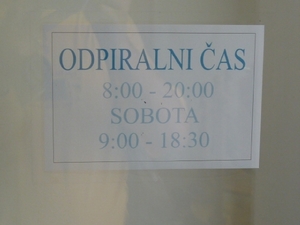 ODPIRALNI ČAS
8:00 - 20:00
SOBOTA
9:00 - 18:30